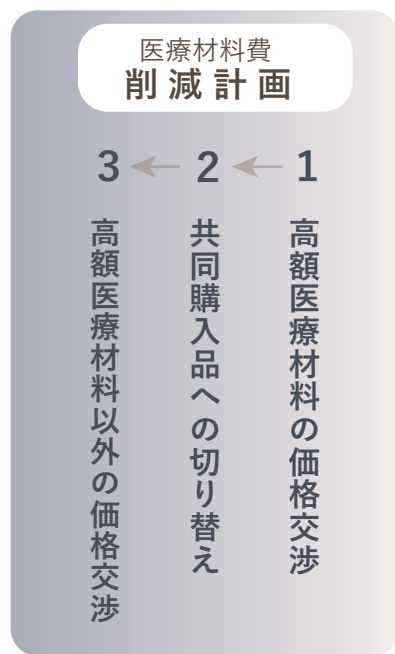 医療材料費
削減計画
1
高額医療材料の価格交渉
2
共同購入品への切り替え
3
高額医療材料以外の価格交渉